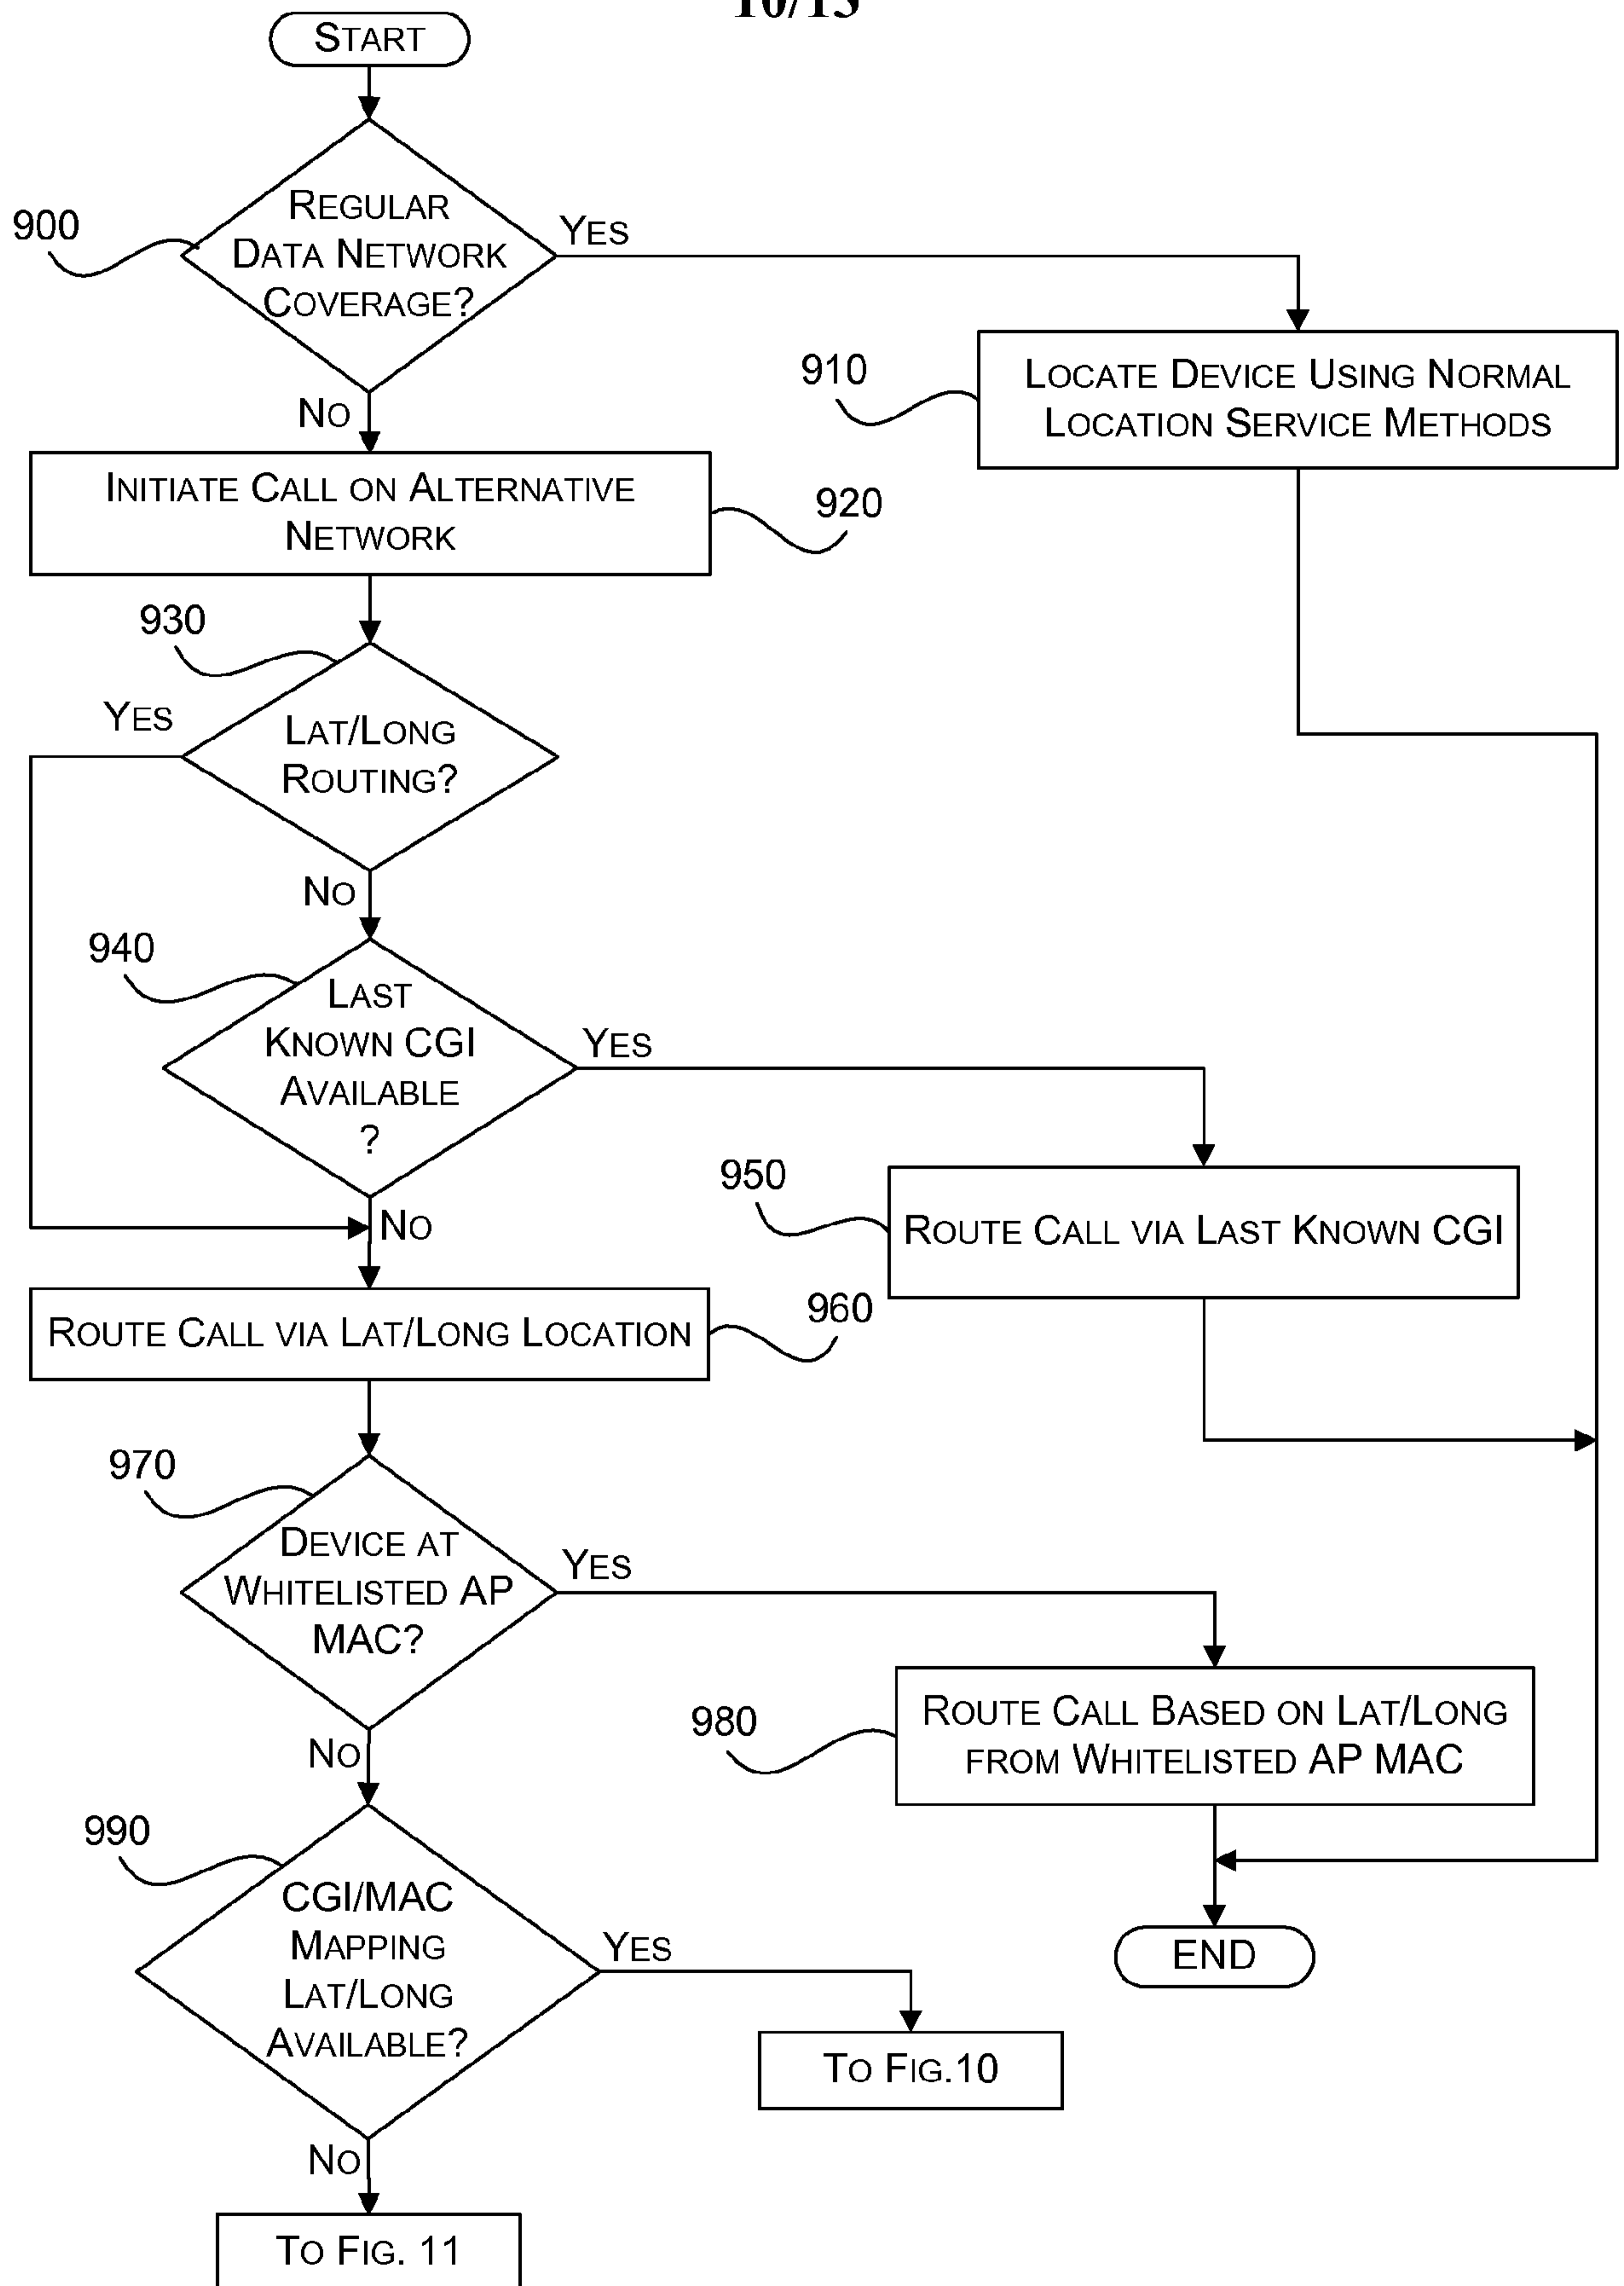 10/13
START
REGULAR
DATA NETWORK
COVERAGE?
900
YES
NO
910
LOCATE DEVICE USING NORMAL
LOCATION SERVICE METHODS
INITIATE CALL ON ALTERNATIVE
NETWORK
920
930
YES
LAT/LONG
ROUTING?
NO
940
LAST
KNOWN CGI
AVAILABLE
?
YES
NO
950
ROUTE CALL VIA LAST KNOWN CGI
ROUTE CALL VIA LAT/LONG LOCATION
960
970
DEVICE AT
WHITELISTED AP
MAC?
YES
NO
980
ROUTE CALL BASED ON LAT/LONG
FROM WHITELISTED AP MAC
990
CGI/MAC
MAPPING
LAT/LONG
AVAILABLE?
YES
NO
END
TO FIG.10
TO FIG. 11